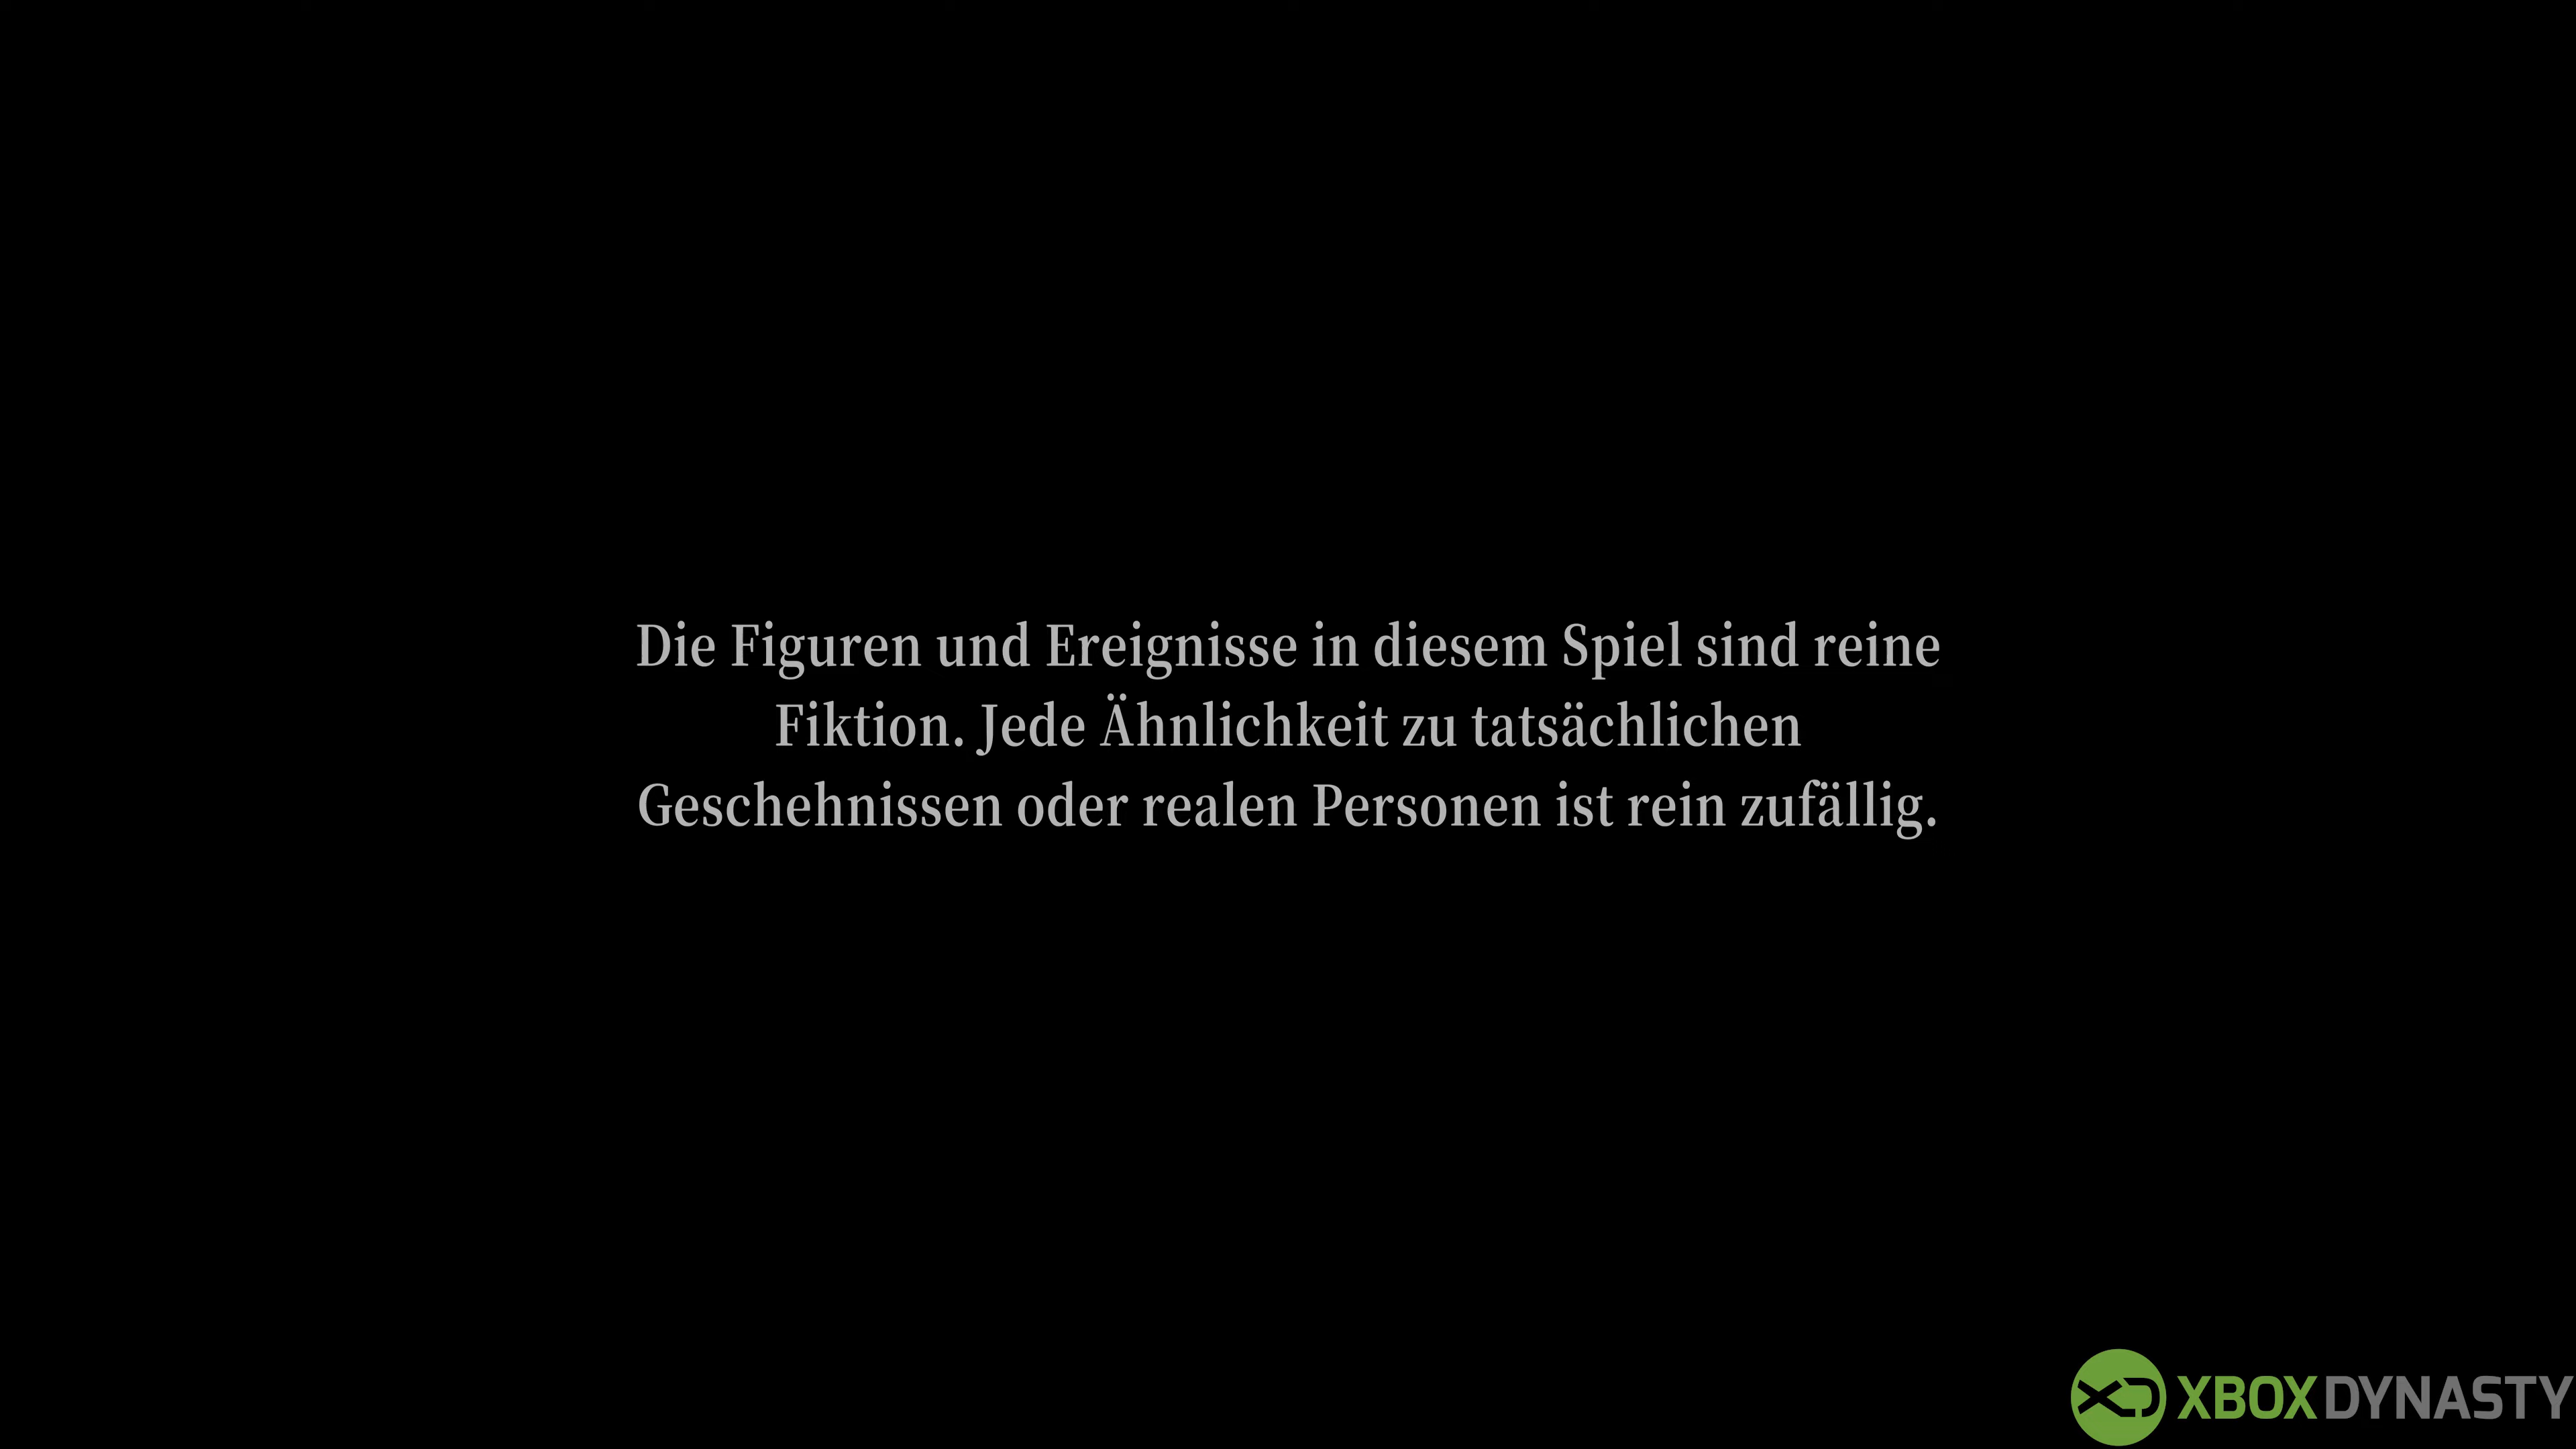 Die Figuren und Ereignisse in diesem Spiel sind reine
Fiktion. Jede Ähnlichkeit zu tatsächlichen
Geschehnissen oder realen Personen ist rein zufällig.
XBOXDYNASTY